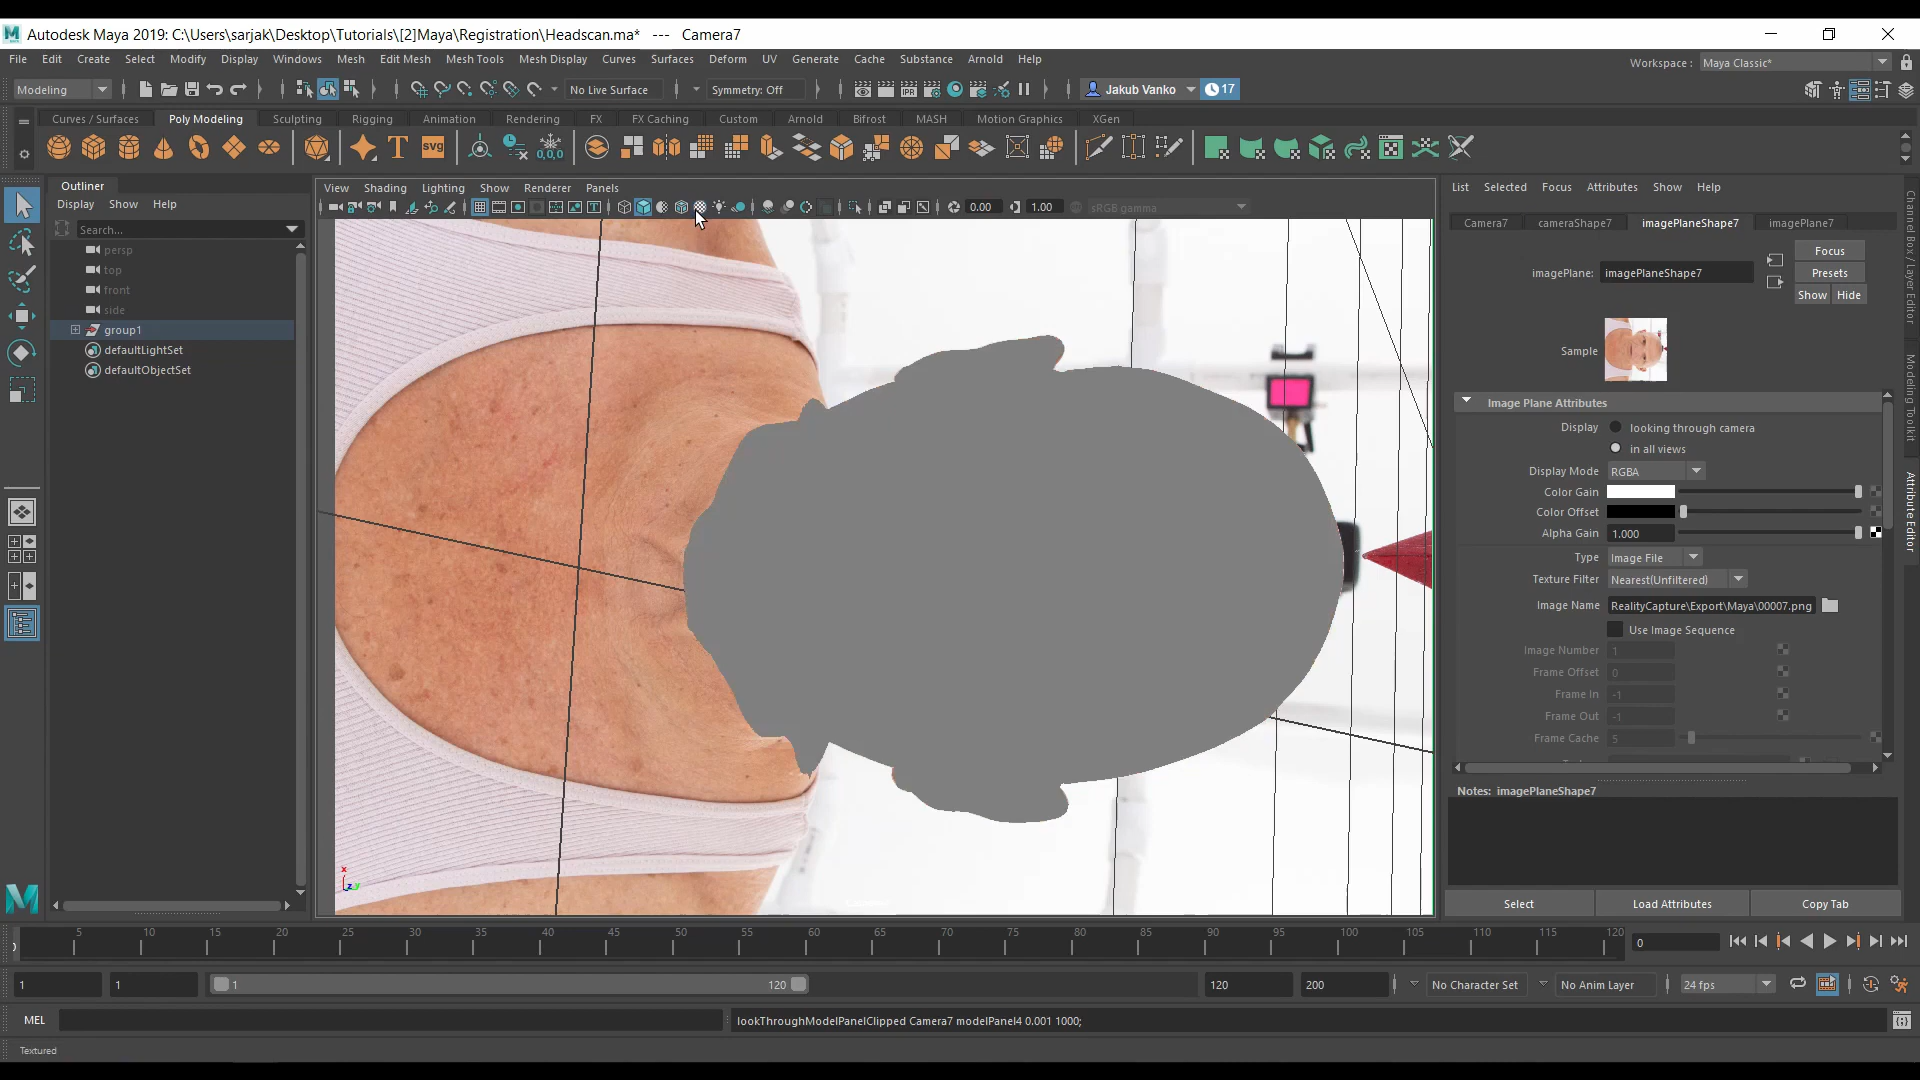 Autodesk Maya 2019: C:\Users\sarjak\Desktop\Tutorials\[2]Maya\Registration\Headscan.ma* --- Camera7
File Edit Create Select Modify Display Windows Mesh Edit Mesh Mesh Tools Mesh Display Curves Surfaces Deform UV Generate Cache Substance Arnold Help
Workspace : Maya Classic*
Modeling No Live Surface Symmetry: Off Jakub Vanko 17
Curves / Surfaces Poly Modeling Sculpting Rigging Animation Rendering FX FX Caching Custom Arnold Bifrost MASH Motion Graphics XGen
Outliner
Display Show Help
Search...
persp
top
front
side
group1
defaultLightSet
defaultObjectSet
View Shading Lighting Show Renderer Panels
0.00 1.00 sRGB gamma
List Selected Focus Attributes Show Help
Camera7 cameraShape7 imagePlaneShape7 imagePlane7
imagePlane: imagePlaneShape7
Focus
Presets
Show Hide
Sample
Image Plane Attributes
Display looking through camera
in all views
Display Mode RGBA
Color Gain
Color Offset
Alpha Gain 1.000
Type Image File
Texture Filter Nearest(Unfiltered)
Image Name RealityCapture\Export\Maya\00007.png
Use Image Sequence
Image Number 1
Frame Offset 0
Frame In -1
Frame Out -1
Frame Cache 5
Notes: imagePlaneShape7
Select Load Attributes Copy Tab
Channel Box / Layer Editor
Modeling Toolkit
Attribute Editor
5 10 15 20 25 30 35 40 45 50 55 60 65 70 75 80 85 90 95 100 105 110 115 120
0
1 1 1 120 120 200 No Character Set No Anim Layer 24 fps
MEL lookThroughModelPanelClipped Camera7 modelPanel4 0.001 1000;
Textured